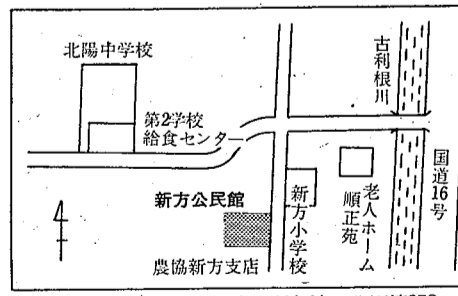 北陽中学校
第2学校
給食センター
古利根川
国道16号
新方公民館
新方小学校
老人ホーム
順正苑
農協新方支店